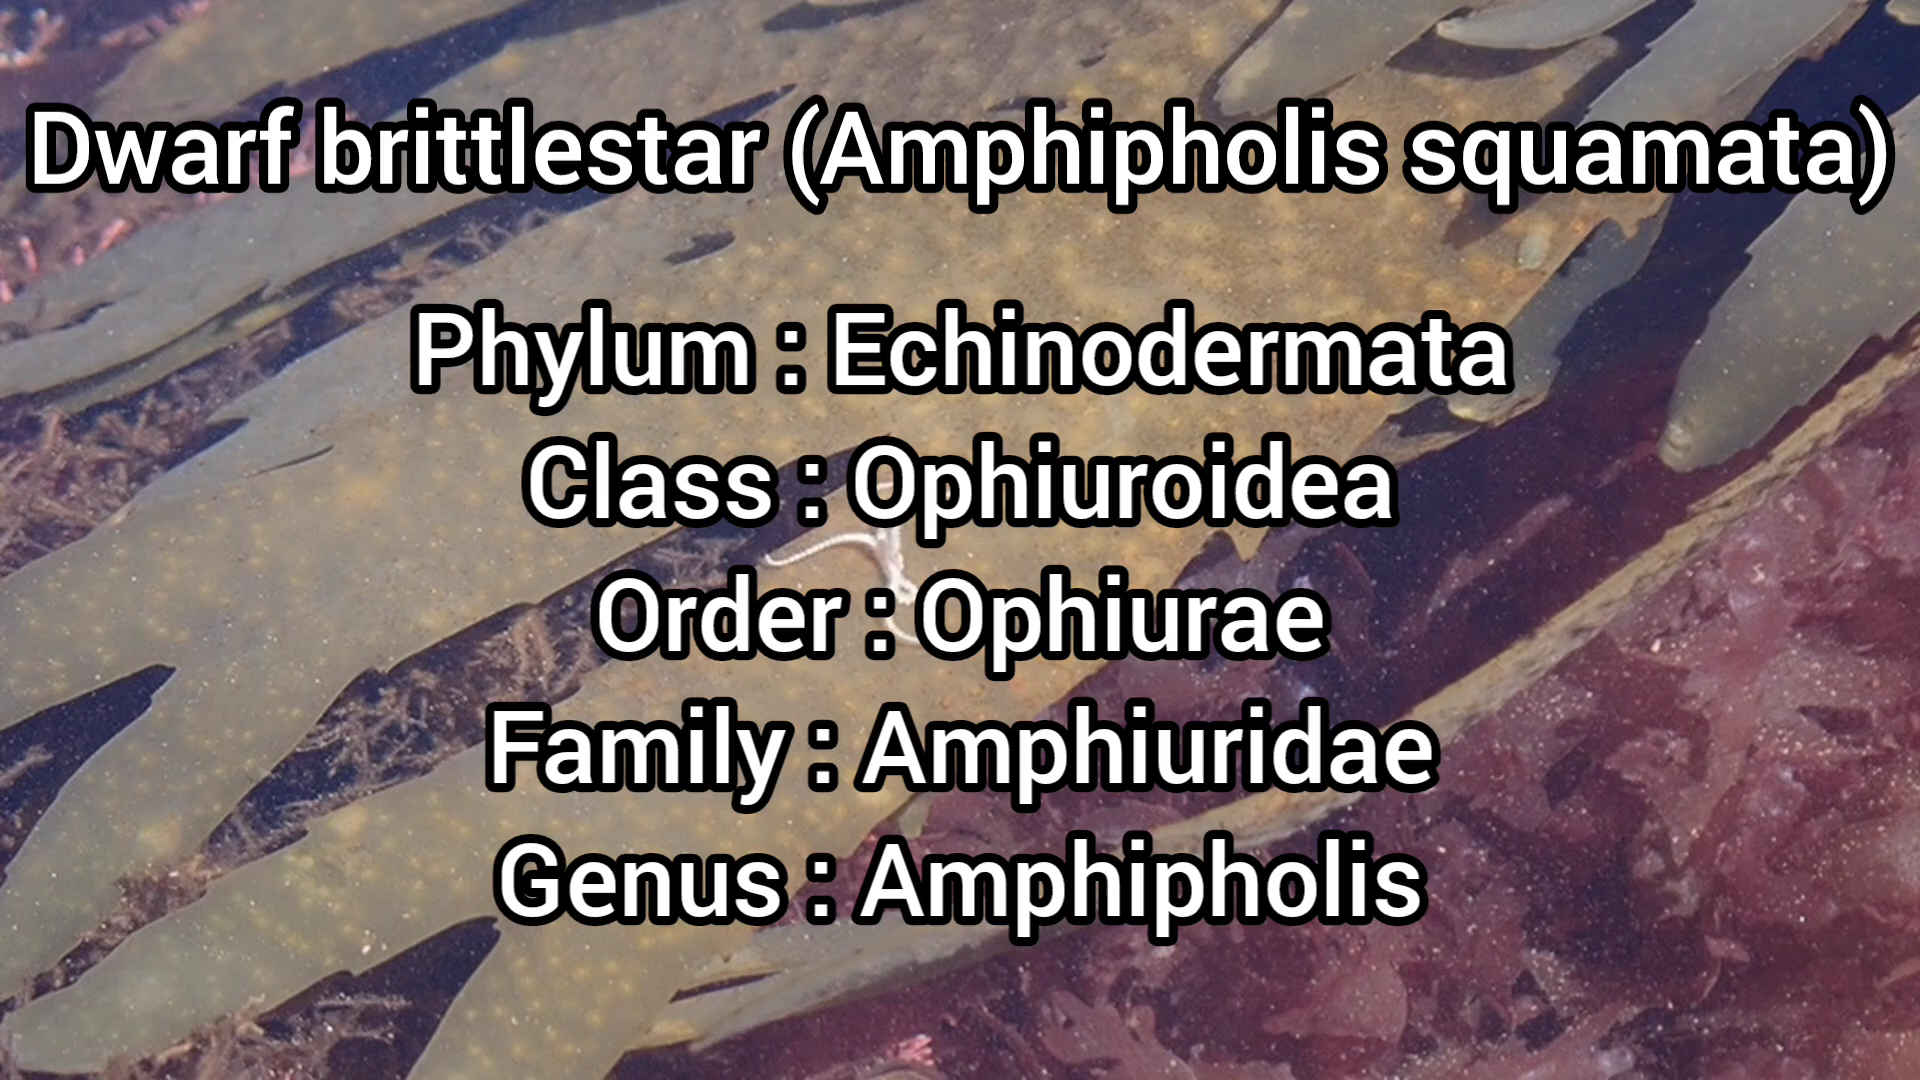 Dwarf brittlestar (Amphipholis squamata)
Phylum : Echinodermata
Class : Ophiuroidea
Order : Ophiurae
Family : Amphiuridae
Genus : Amphipholis